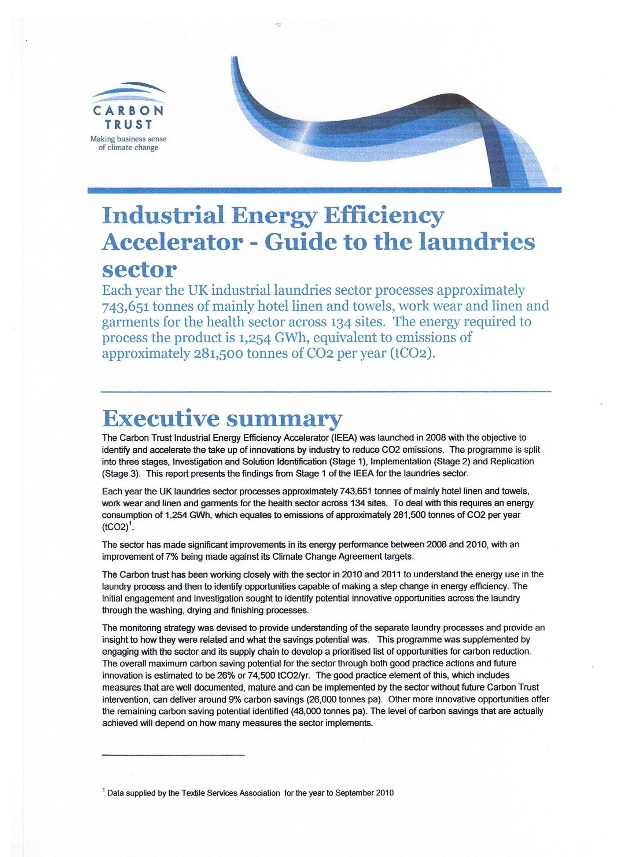 CARBON
TRUST
Making business sense
of climate change
Industrial Energy Efficiency
Accelerator - Guide to the laundries
sector
Each year the UK industrial laundries sector processes approximately
743,651 tonnes of mainly hotel linen and towels, work wear and linen and
garments for the health sector across 134 sites.  The energy required to
process the product is 1,254 GWh, equivalent to emissions of
approximately 281,500 tonnes of CO2 per year (tCO2).
Executive summary
The Carbon Trust Industrial Energy Efficiency Accelerator (IEEA) was launched in 2008 with the objective to
identify and accelerate the take up of innovations by industry to reduce CO2 emissions.  The programme is split
into three stages, Investigation and Solution Identification (Stage 1), Implementation (Stage 2) and Replication
(Stage 3).  This report presents the findings from Stage 1 of the IEEA for the laundries sector.
Each year the UK laundries sector processes approximately 743,651 tonnes of mainly hotel linen and towels,
work wear and linen and garments for the health sector across 134 sites.  To deal with this requires an energy
consumption of 1,254 GWh, which equates to emissions of approximately 281,500 tonnes of CO2 per year
(tCO2)¹.
The sector has made significant improvements in its energy performance between 2008 and 2010, with an
improvement of 7% being made against its Climate Change Agreement targets.
The Carbon trust has been working closely with the sector in 2010 and 2011 to understand the energy use in the
laundry process and then to identify opportunities capable of making a step change in energy efficiency. The
initial engagement and investigation sought to identify potential innovative opportunities across the laundry
through the washing, drying and finishing processes.
The monitoring strategy was devised to provide understanding of the separate laundry processes and provide an
insight to how they were related and what the savings potential was.   This programme was supplemented by
engaging with the sector and its supply chain to develop a prioritised list of opportunities for carbon reduction.
The overall maximum carbon saving potential for the sector through both good practice actions and future
innovation is estimated to be 26% or 74,500 tCO2/yr.  The good practice element of this, which includes
measures that are well documented, mature and can be implemented by the sector without future Carbon Trust
intervention, can deliver around 9% carbon savings (26,000 tonnes pa).  Other more innovative opportunities offer
the remaining carbon saving potential identified (48,000 tonnes pa). The level of carbon savings that are actually
achieved will depend on how many measures the sector implements.
¹ Data supplied by the Textile Services Association  for the year to September 2010